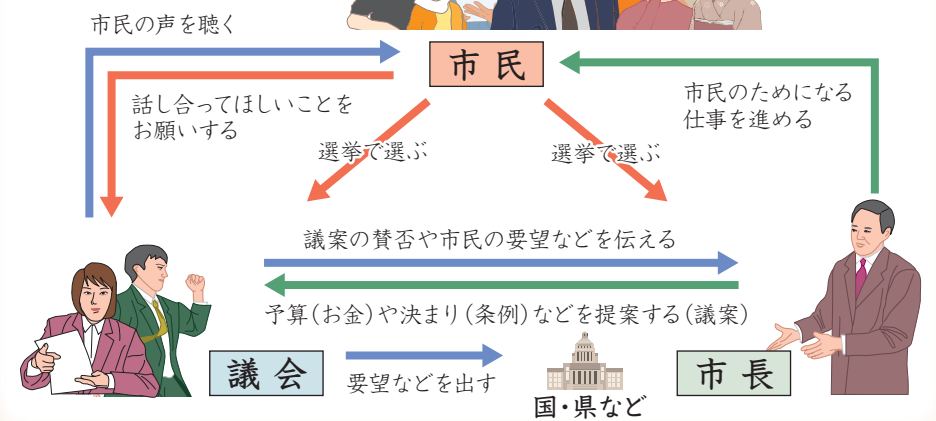 市民の声を聴く
市民
話し合ってほしいことを
お願いする
市民のためになる
仕事を進める
選挙で選ぶ
選挙で選ぶ
議案の賛否や市民の要望などを伝える
予算(お金)や決まり(条例)などを提案する(議案)
議会
要望などを出す
国・県など
市長